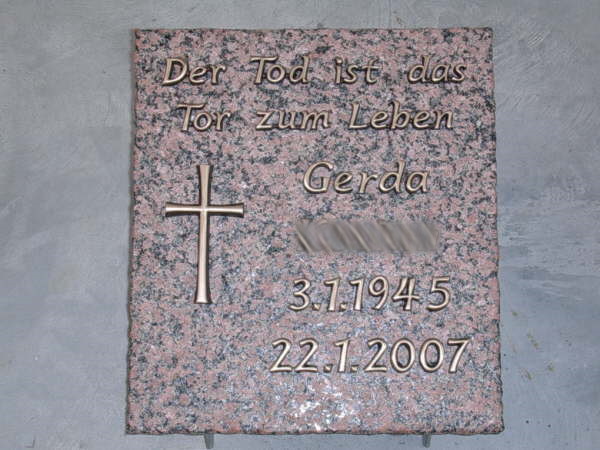 Der Tod ist das
Tor zum Leben
Gerda
3.1.1945
22.1.2007